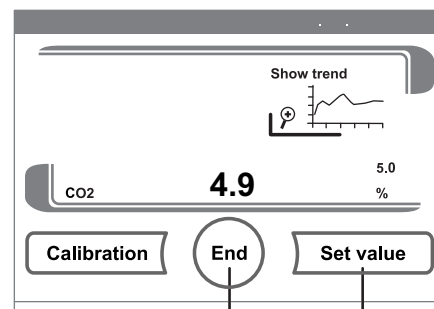 Show trend
5.0
CO2 4.9 %
Calibration End Set value